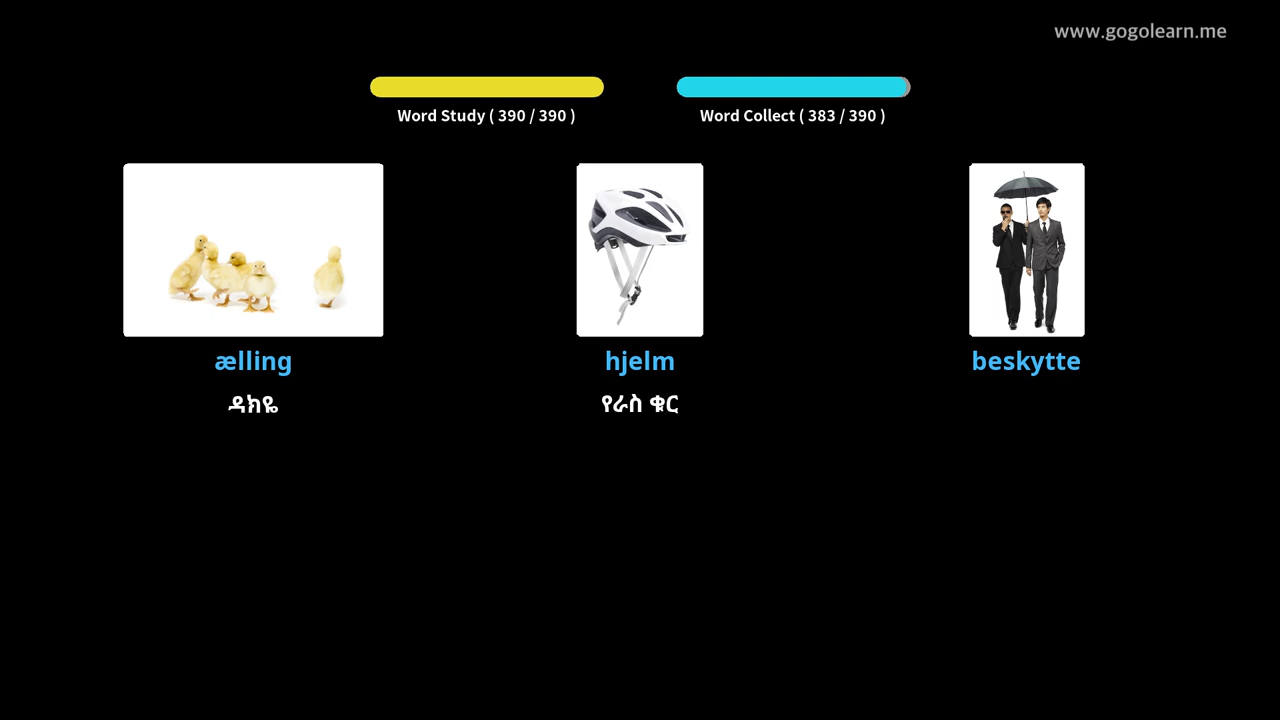 www.gogolearn.me
Word Study ( 390 / 390 )
Word Collect ( 383 / 390 )
ælling
hjelm
beskytte
ዳክዬ
የራስ ቁር